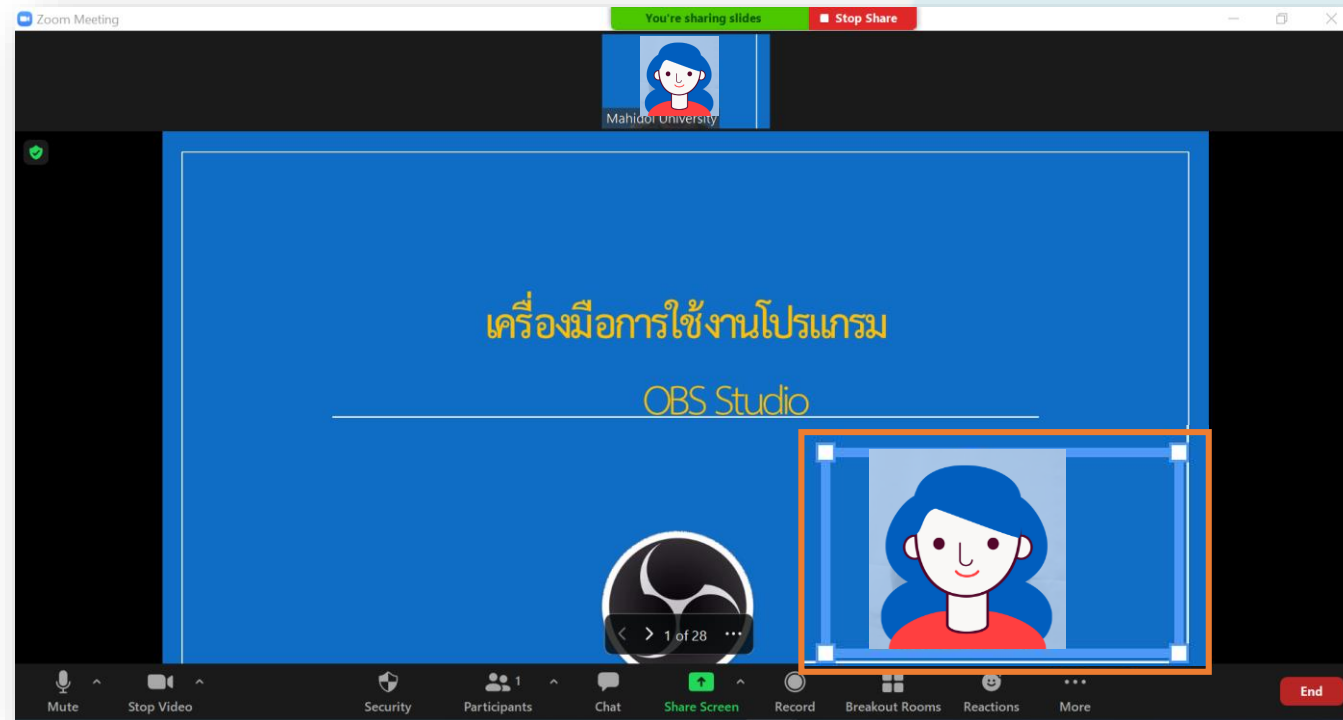 Zoom Meeting
You're sharing slides
Stop Share
Mahidol University
เครื่องมือการใช้งานโปรแกรม
OBS Studio
1 of 28
1
Mute
Stop Video
Security
Participants
Chat
Share Screen
Record
Breakout Rooms
Reactions
More
End